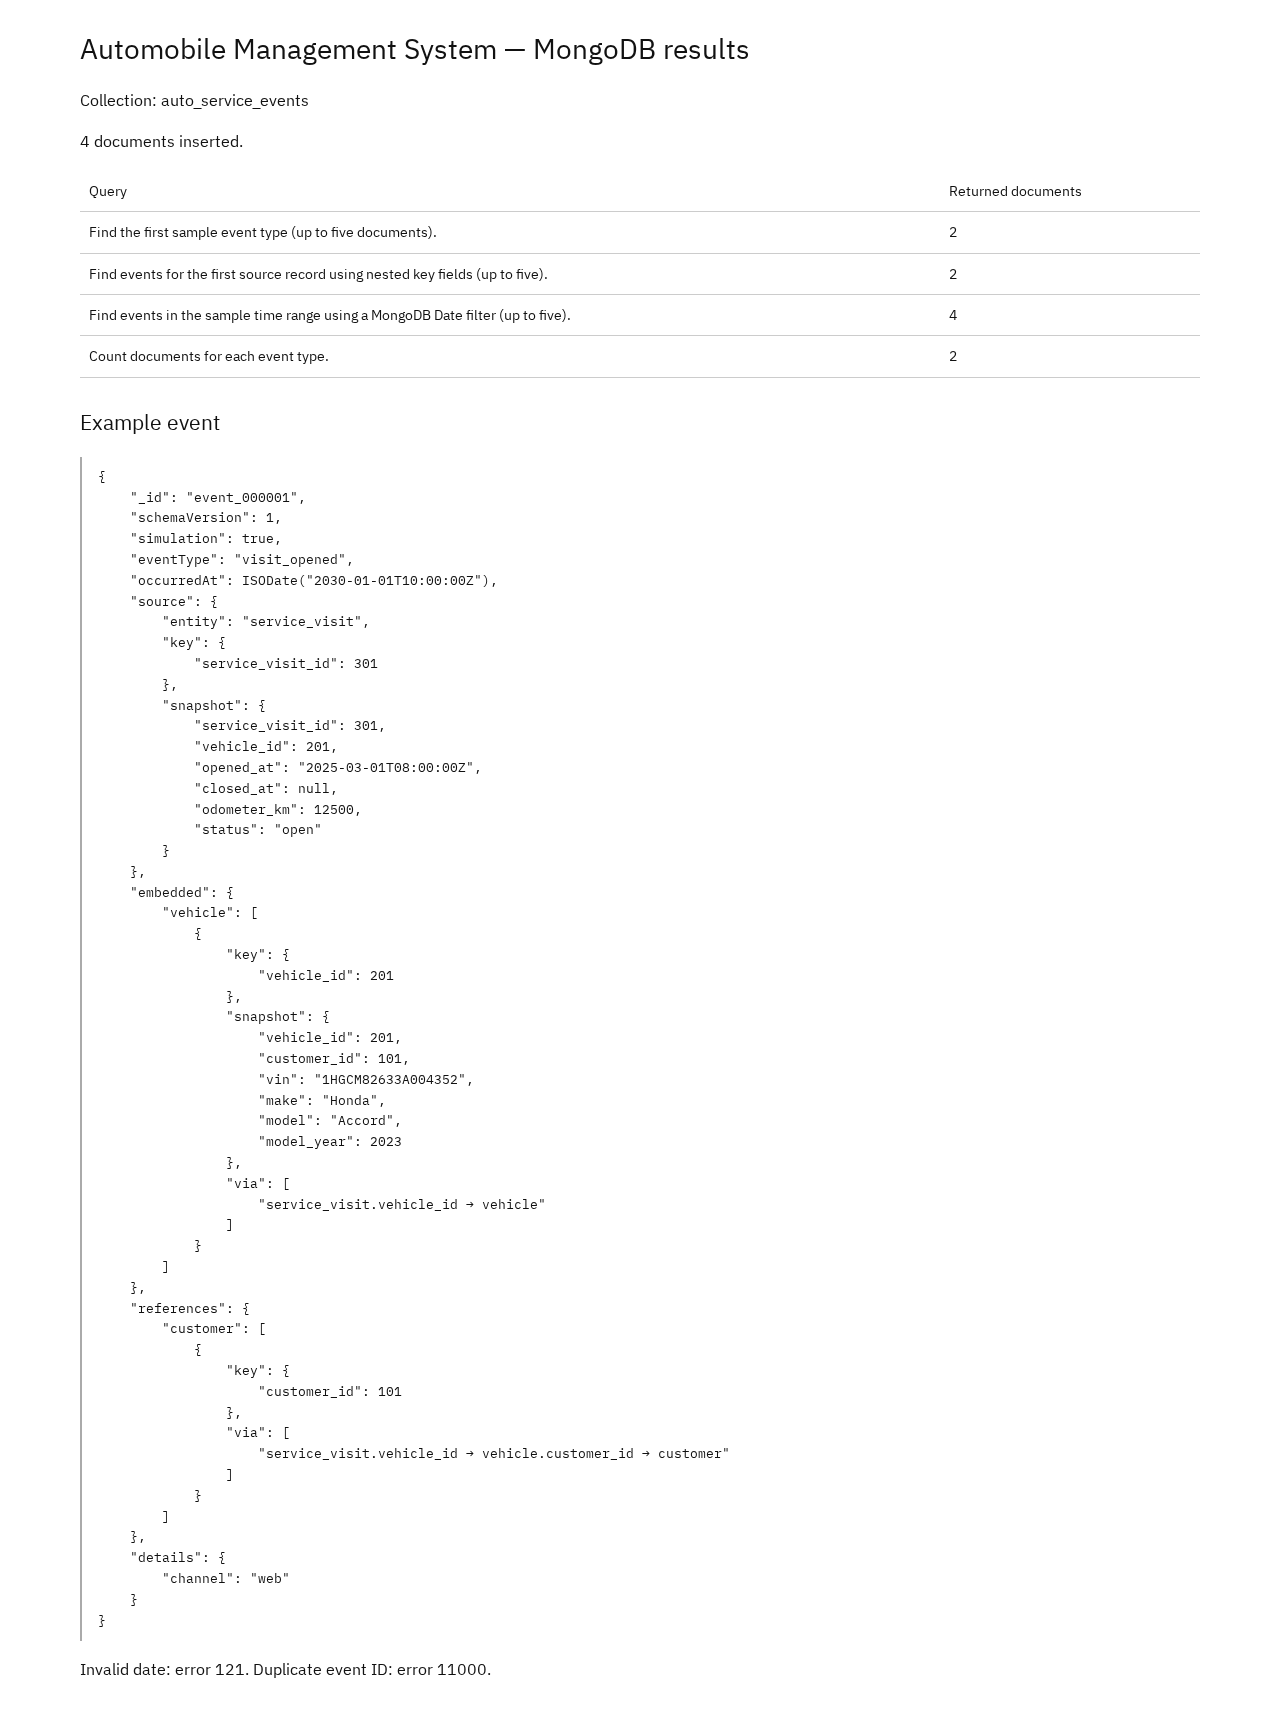 Automobile Management System — MongoDB results
Collection: auto_service_events
4 documents inserted.
Query Returned documents
Find the first sample event type (up to five documents). 2
Find events for the first source record using nested key fields (up to five). 2
Find events in the sample time range using a MongoDB Date filter (up to five). 4
Count documents for each event type. 2
Example event
{
    "_id": "event_000001",
    "schemaVersion": 1,
    "simulation": true,
    "eventType": "visit_opened",
    "occurredAt": ISODate("2030-01-01T10:00:00Z"),
    "source": {
        "entity": "service_visit",
        "key": {
            "service_visit_id": 301
        },
        "snapshot": {
            "service_visit_id": 301,
            "vehicle_id": 201,
            "opened_at": "2025-03-01T08:00:00Z",
            "closed_at": null,
            "odometer_km": 12500,
            "status": "open"
        }
    },
    "embedded": {
        "vehicle": [
            {
                "key": {
                    "vehicle_id": 201
                },
                "snapshot": {
                    "vehicle_id": 201,
                    "customer_id": 101,
                    "vin": "1HGCM82633A004352",
                    "make": "Honda",
                    "model": "Accord",
                    "model_year": 2023
                },
                "via": [
                    "service_visit.vehicle_id → vehicle"
                ]
            }
        ]
    },
    "references": {
        "customer": [
            {
                "key": {
                    "customer_id": 101
                },
                "via": [
                    "service_visit.vehicle_id → vehicle.customer_id → customer"
                ]
            }
        ]
    },
    "details": {
        "channel": "web"
    }
}
Invalid date: error 121. Duplicate event ID: error 11000.